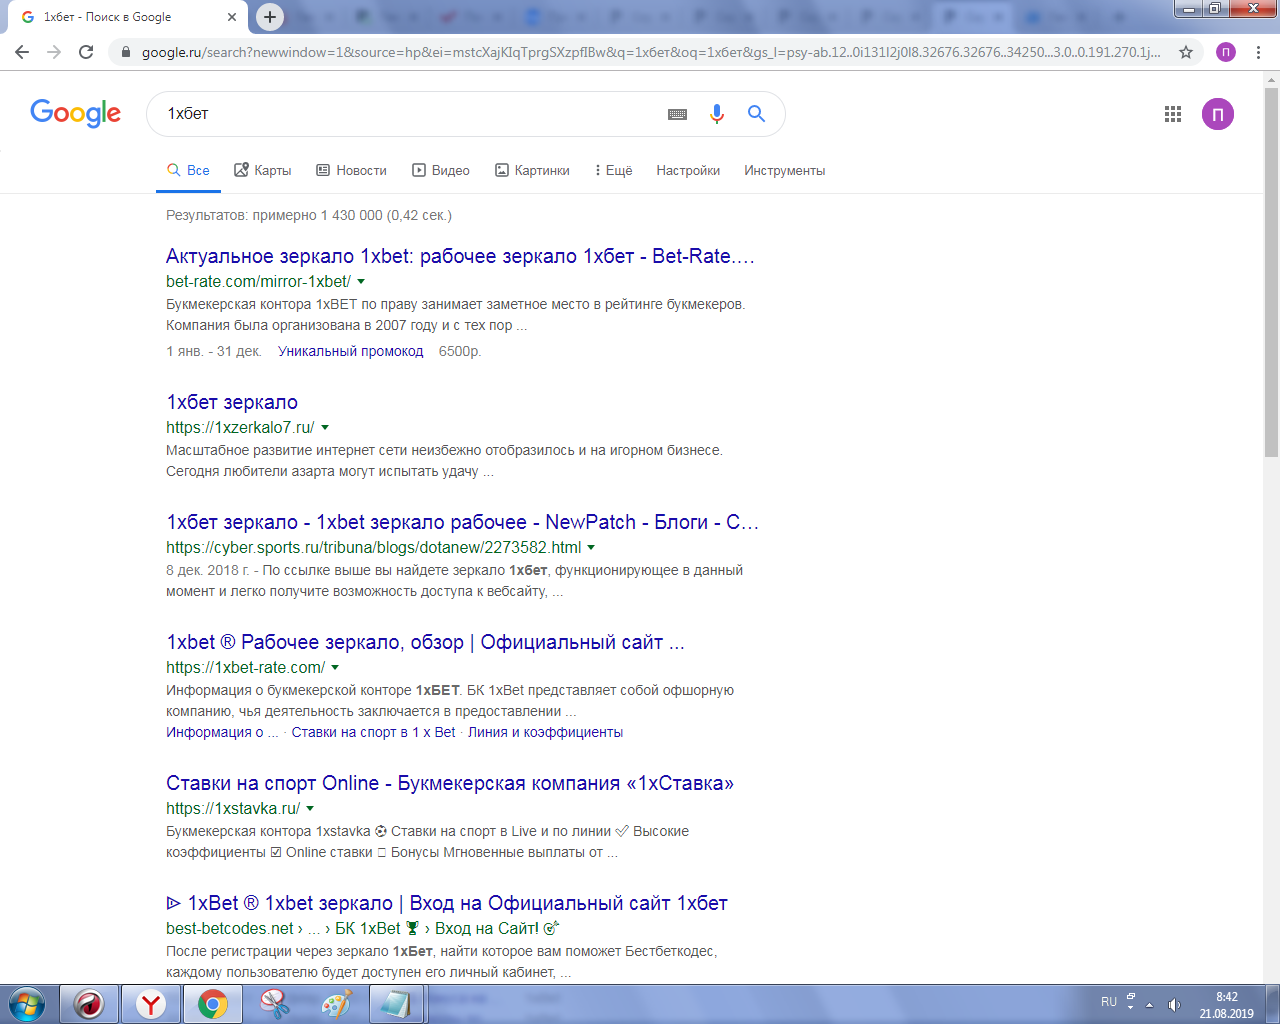 1хбет - Поиск в Google
google.ru/search?newwindow=1&source=hp&ei=mstcXajKIqTprgSXzpfIBw&q=1хбет&oq=1хбет&gs_l=psy-ab.12..0i131l2j0l8.32676.32676..34250...3.0..0.191.270.1j...
П
Google
1хбет
П
Все Карты Новости Видео Картинки Ещё Настройки Инструменты
Результатов: примерно 1 430 000 (0,42 сек.)
Актуальное зеркало 1xbet: рабочее зеркало 1хбет - Bet-Rate....
bet-rate.com/mirror-1xbet/
Букмекерская контора 1xBET по праву занимает заметное место в рейтинге букмекеров.
Компания была организована в 2007 году и с тех пор ...
1 янв. - 31 дек. Уникальный промокод 6500р.
1хбет зеркало
https://1xzerkalo7.ru/
Масштабное развитие интернет сети неизбежно отобразилось и на игорном бизнесе.
Сегодня любители азарта могут испытать удачу ...
1хбет зеркало - 1xbet зеркало рабочее - NewPatch - Блоги - С...
https://cyber.sports.ru/tribuna/blogs/dotanew/2273582.html
8 дек. 2018 г. - По ссылке выше вы найдете зеркало 1хбет, функционирующее в данный
момент и легко получите возможность доступа к вебсайту, ...
1xbet ® Рабочее зеркало, обзор | Официальный сайт ...
https://1xbet-rate.com/
Информация о букмекерской конторе 1хБЕТ. БК 1xBet представляет собой офшорную
компанию, чья деятельность заключается в предоставлении ...
Информация о ... · Ставки на спорт в 1 x Bet · Линия и коэффициенты
Ставки на спорт Online - Букмекерская компания «1хСтавка»
https://1xstavka.ru/
Букмекерская контора 1xstavka ⚽ Ставки на спорт в Live и по линии ✅ Высокие
коэффициенты ☑ Online ставки □ Бонусы Мгновенные выплаты от ...
ᐉ 1xBet ® 1xbet зеркало | Вход на Официальный сайт 1хбет
best-betcodes.net › ... › БК 1xBet 🏆 › Вход на Сайт! 🎯
После регистрации через зеркало 1хБет, найти которое вам поможет Бестбеткодес,
каждому пользователю будет доступен его личный кабинет, ...
RU
8:42
21.08.2019